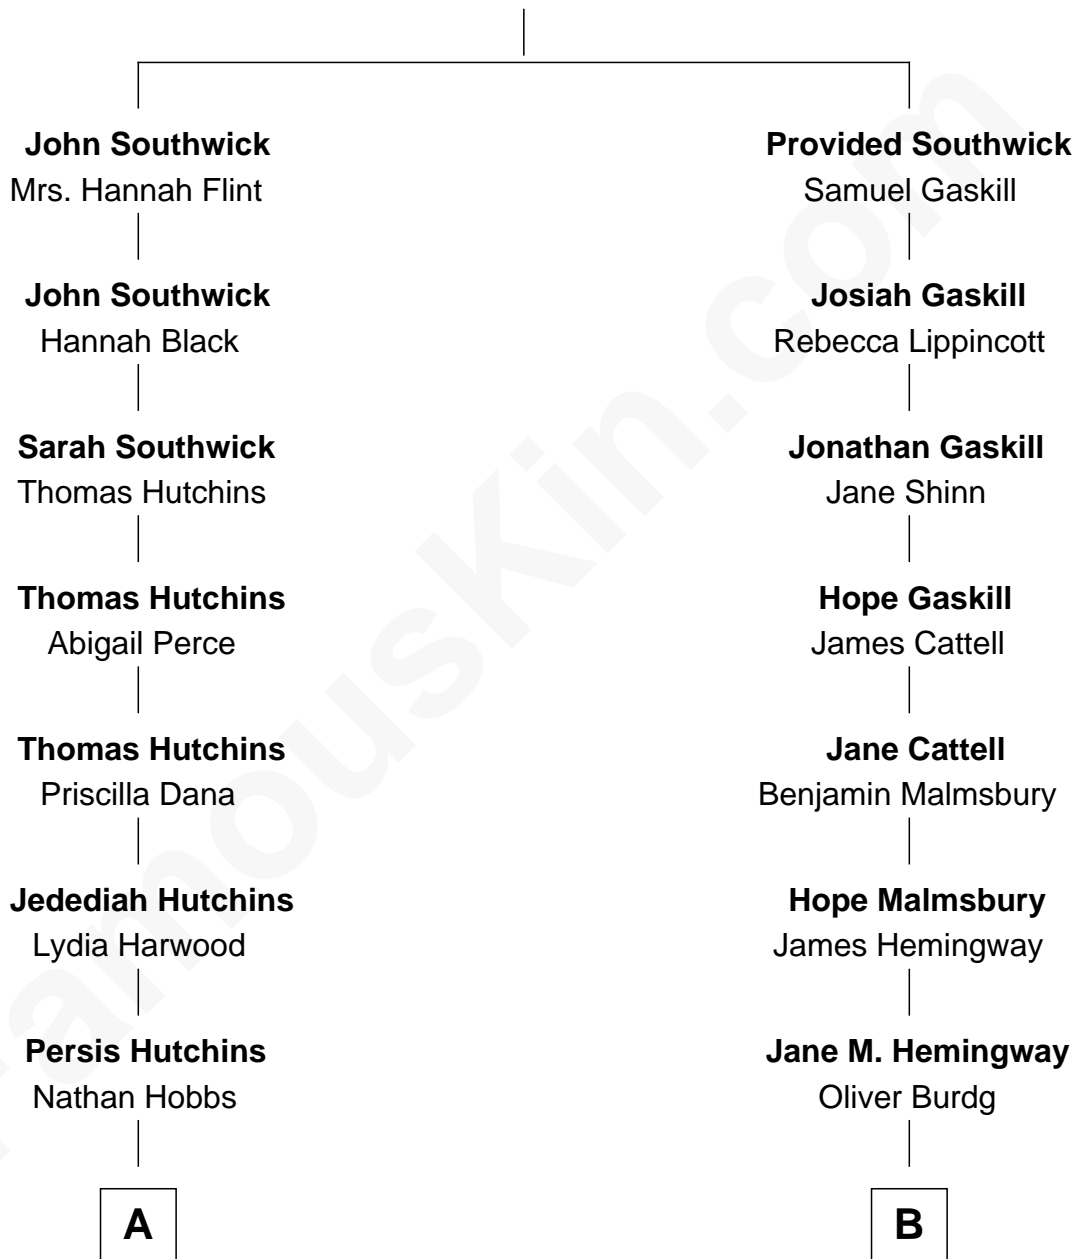 John Southwick
Mrs. Hannah Flint
John Southwick
Hannah Black
Sarah Southwick
Thomas Hutchins
Thomas Hutchins
Abigail Perce
Thomas Hutchins
Priscilla Dana
Jedediah Hutchins
Lydia Harwood
Persis Hutchins
Nathan Hobbs
A
Provided Southwick
Samuel Gaskill
Josiah Gaskill
Rebecca Lippincott
Jonathan Gaskill
Jane Shinn
Hope Gaskill
James Cattell
Jane Cattell
Benjamin Malmsbury
Hope Malmsbury
James Hemingway
Jane M. Hemingway
Oliver Burdg
B
FamousKin.com